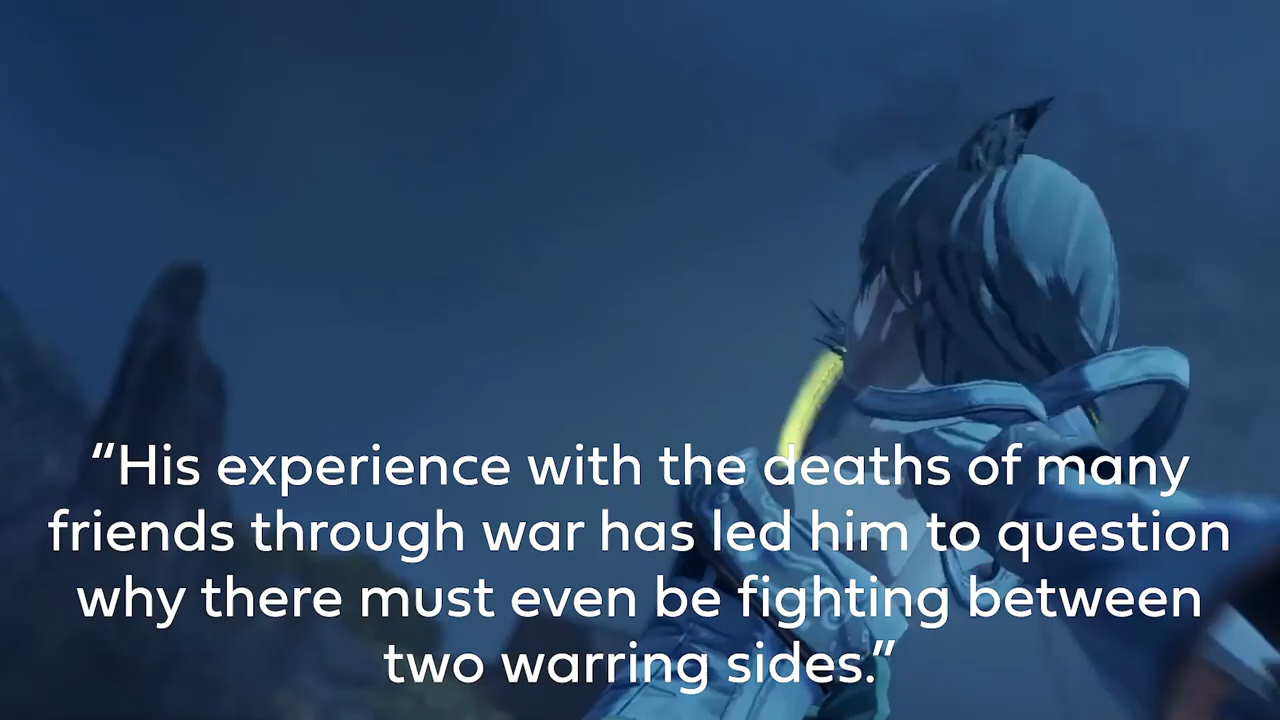 “His experience with the deaths of many
friends through war has led him to question
why there must even be fighting between
two warring sides.”